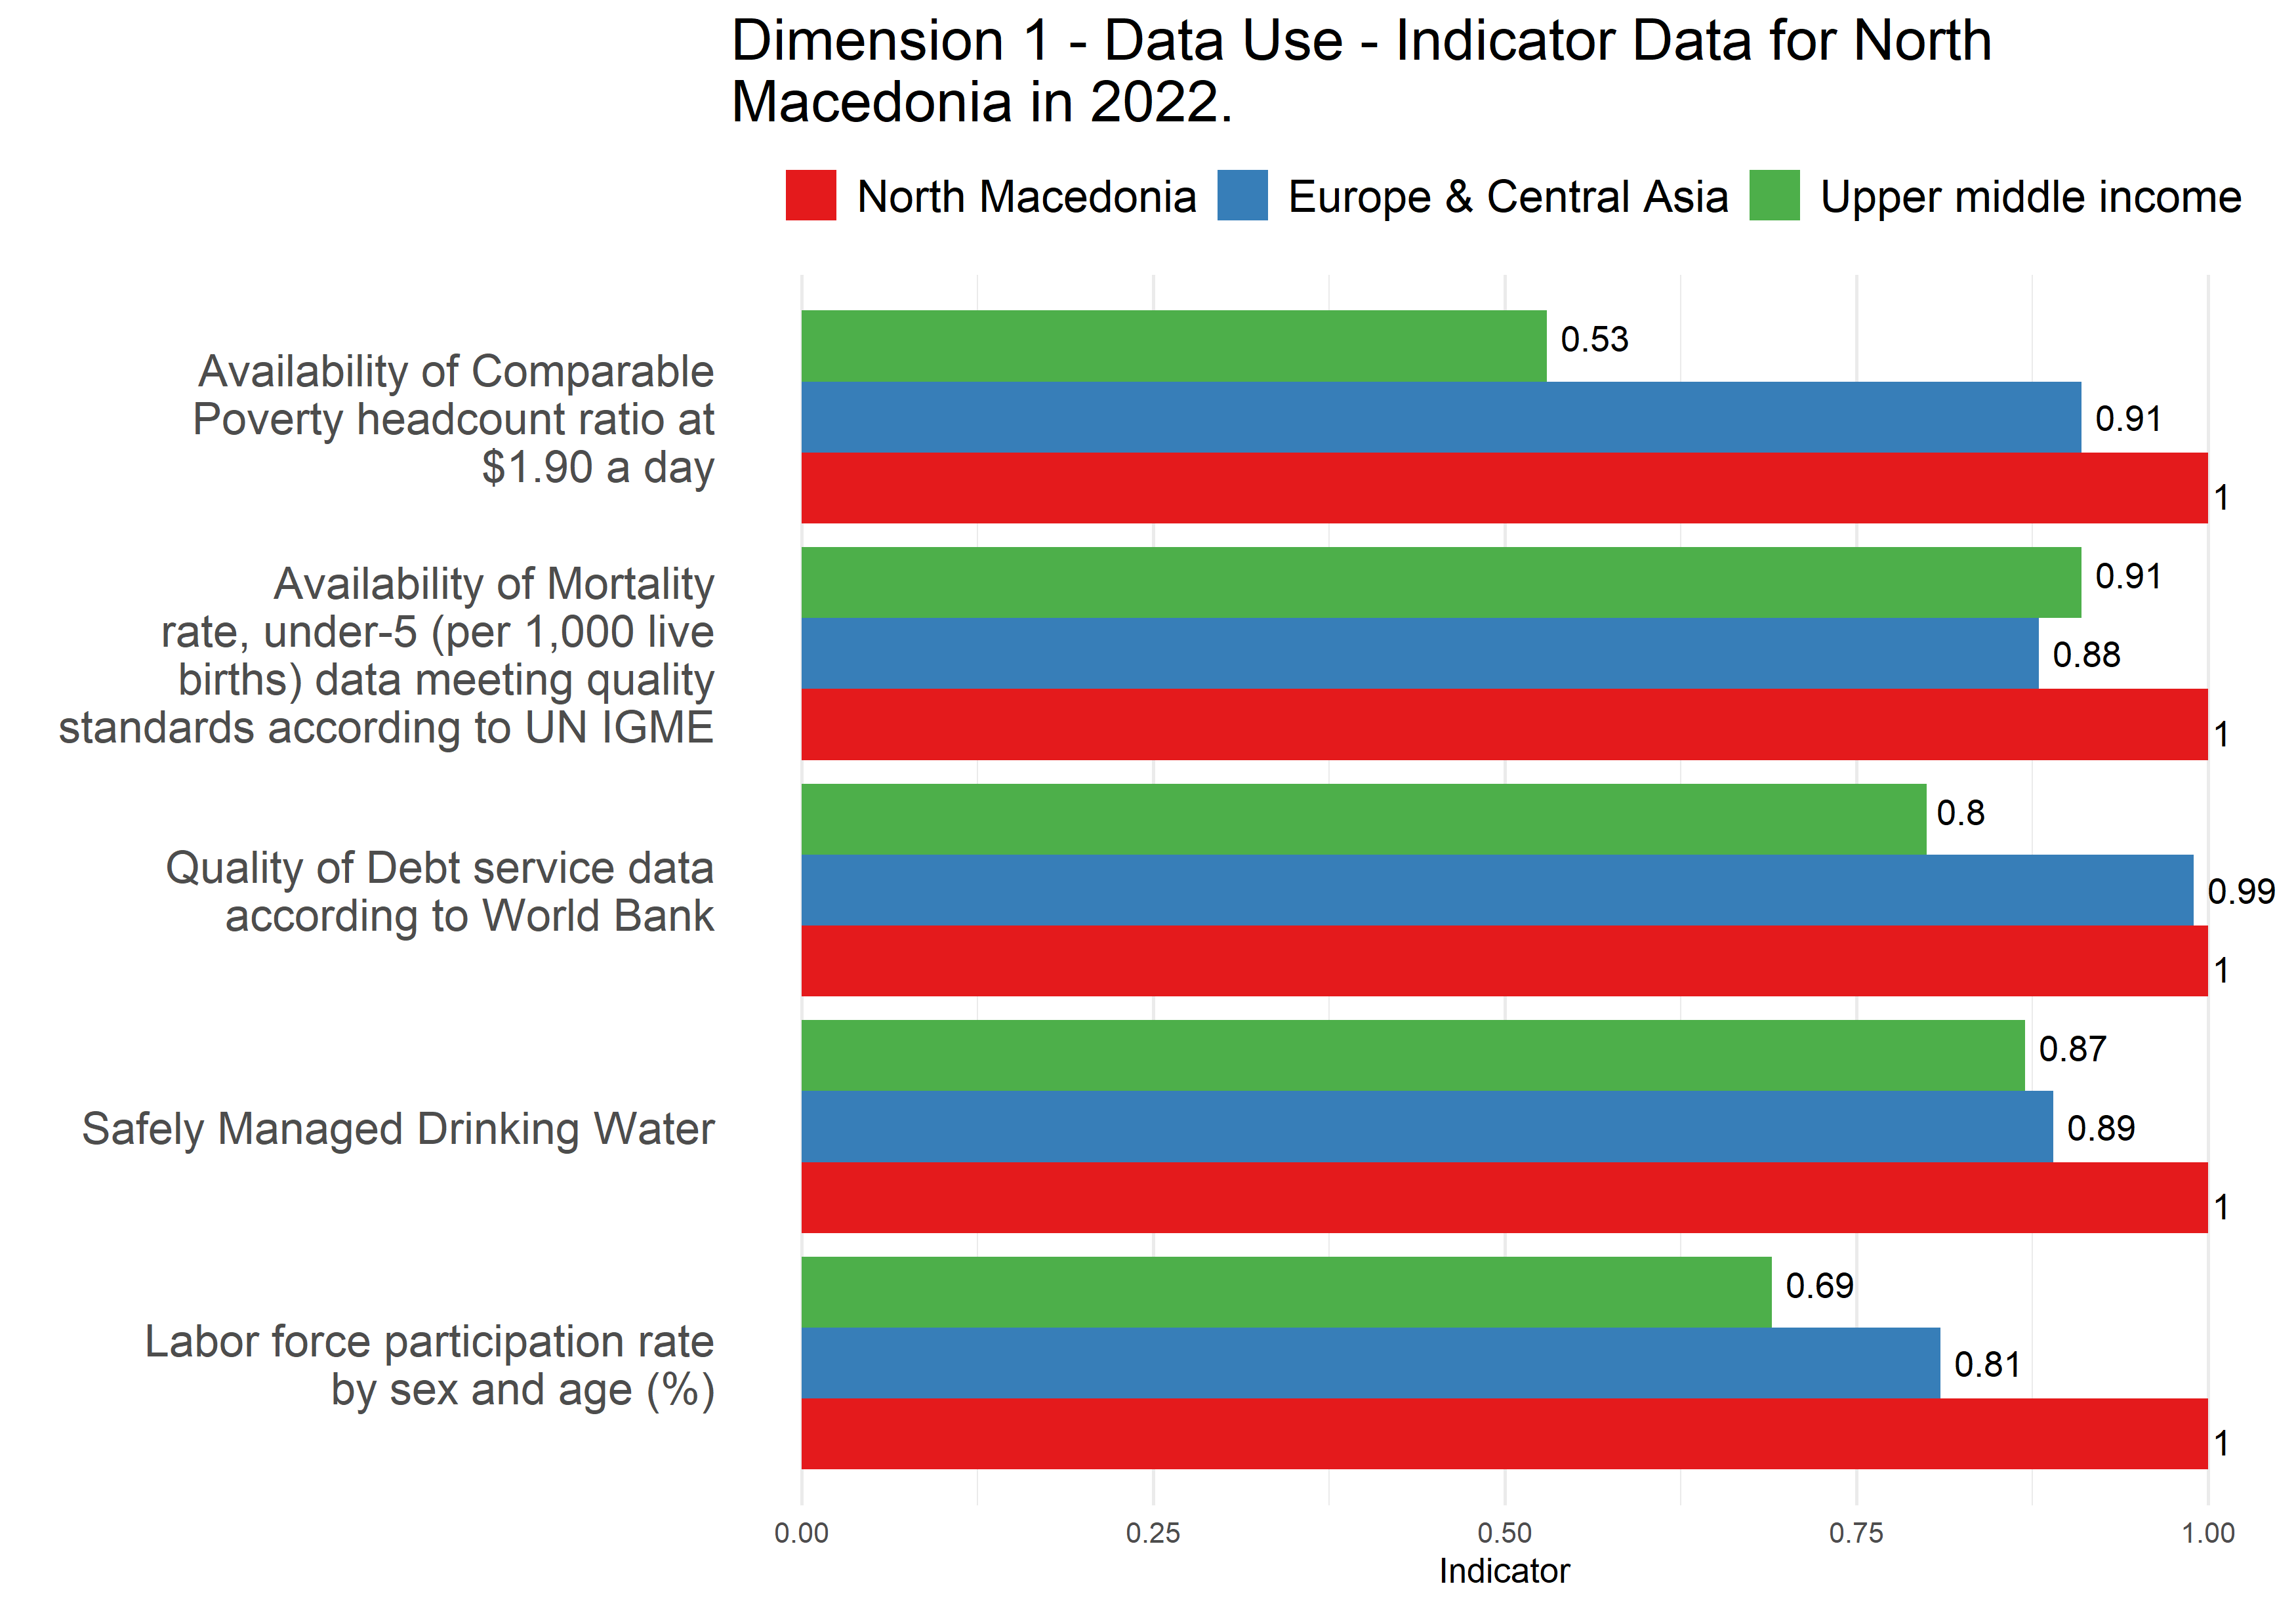 Dimension 1 - Data Use - Indicator Data for North
Macedonia in 2022.
North Macedonia
Europe & Central Asia
Upper middle income
Availability of Comparable
Poverty headcount ratio at
$1.90 a day
0.53
0.91
1
Availability of Mortality
rate, under-5 (per 1,000 live
births) data meeting quality
standards according to UN IGME
0.91
0.88
1
Quality of Debt service data
according to World Bank
0.8
0.99
1
Safely Managed Drinking Water
0.87
0.89
1
Labor force participation rate
by sex and age (%)
0.69
0.81
1
0.00
0.25
0.50
0.75
1.00
Indicator